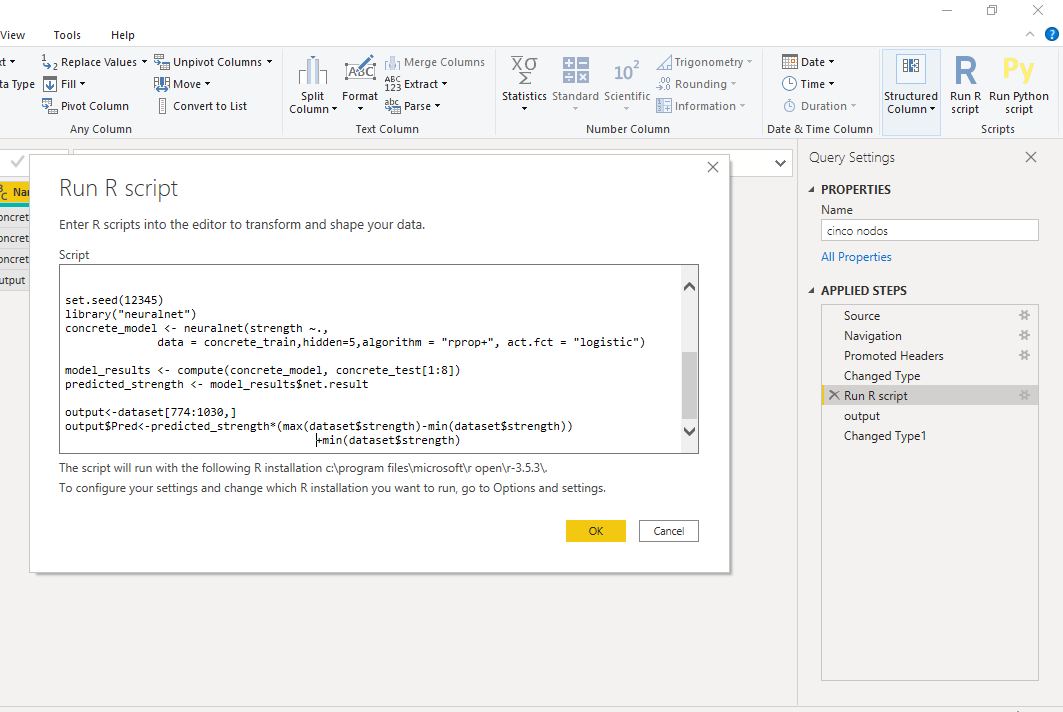 View Tools Help
Replace Values
Unpivot Columns
Merge Columns
Trigonometry
Date
a Type
Fill
Move
Extract
Rounding
Time
Pivot Column
Convert to List
Split Column
Format
Parse
Statistics
Standard
Scientific
Information
Duration
Structured Column
Run R script
Run Python script
Any Column
Text Column
Number Column
Date & Time Column
Scripts
Query Settings
PROPERTIES
Name
cinco nodos
All Properties
APPLIED STEPS
Source
Navigation
Promoted Headers
Changed Type
Run R script
output
Changed Type1
Nar
oncret
oncret
oncret
utput
Run R script
Enter R scripts into the editor to transform and shape your data.
Script
set.seed(12345)
library("neuralnet")
concrete_model <- neuralnet(strength ~.,
data = concrete_train,hidden=5,algorithm = "rprop+", act.fct = "logistic")
model_results <- compute(concrete_model, concrete_test[1:8])
predicted_strength <- model_results$net.result
output<-dataset[774:1030,]
output$Pred<-predicted_strength*(max(dataset$strength)-min(dataset$strength))
+min(dataset$strength)
The script will run with the following R installation c:\program files\microsoft\r open\r-3.5.3\.
To configure your settings and change which R installation you want to run, go to Options and settings.
OK
Cancel